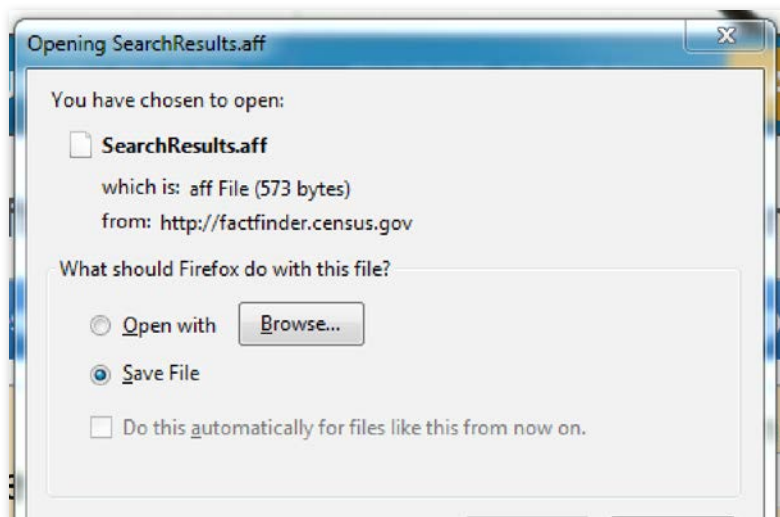 Opening SearchResults.aff
You have chosen to open:
SearchResults.aff
which is: aff File (573 bytes)
from: http://factfinder.census.gov
What should Firefox do with this file?
Open with Browse...
Save File
Do this automatically for files like this from now on.